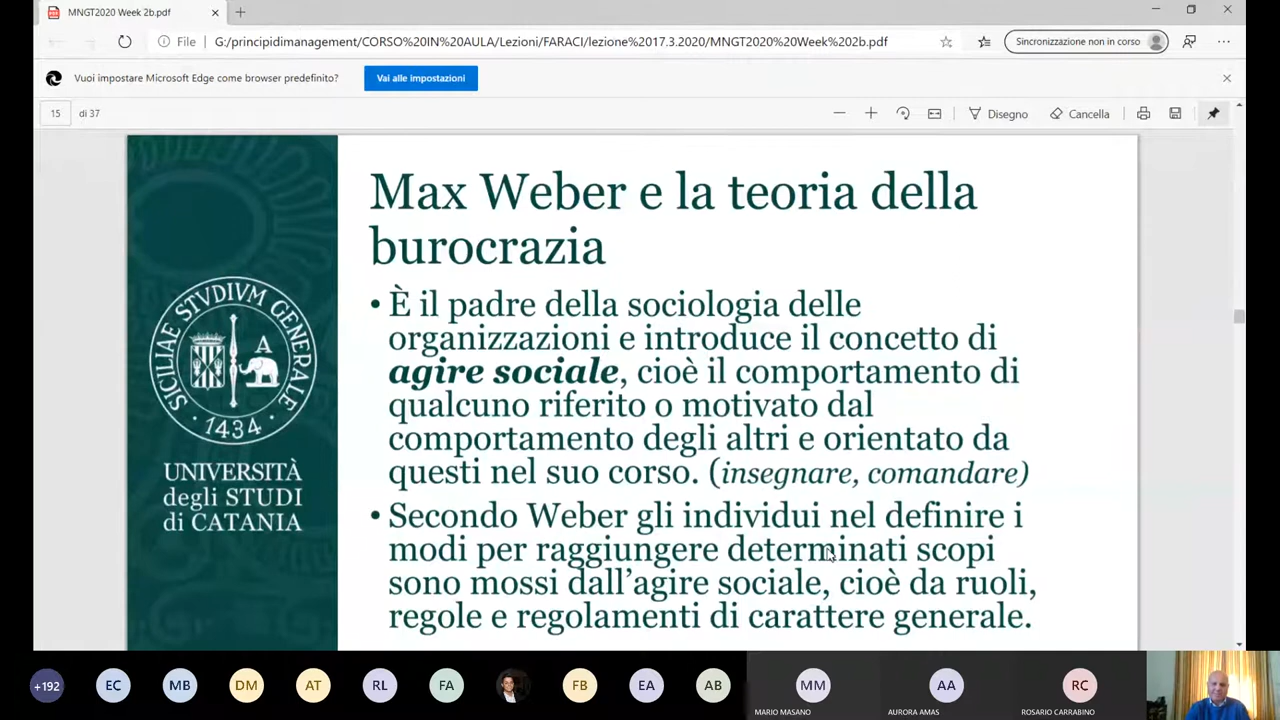 MNGT2020 Week 2b.pdf
File G:/principidimanagement/CORSO%20IN%20AULA/Lezioni/FARACI/lezione%2017.3.2020/MNGT2020%20Week%202b.pdf
Sincronizzazione non in corso
Vuoi impostare Microsoft Edge come browser predefinito?
Vai alle impostazioni
15 di 37
Disegno
Cancella
Max Weber e la teoria della
burocrazia
• È il padre della sociologia delle
organizzazioni e introduce il concetto di
agire sociale, cioè il comportamento di
qualcuno riferito o motivato dal
comportamento degli altri e orientato da
questi nel suo corso. (insegnare, comandare)
• Secondo Weber gli individui nel definire i
modi per raggiungere determinati scopi
sono mossi dall’agire sociale, cioè da ruoli,
regole e regolamenti di carattere generale.
SICILIAE STVDIVM GENERALE
A
· 1434 ·
UNIVERSITÀ
degli STUDI
di CATANIA
+192 EC MB DM AT RL FA FB EA AB MM AA RC
MARIO MASANO AURORA AMAS ROSARIO CARRABINO